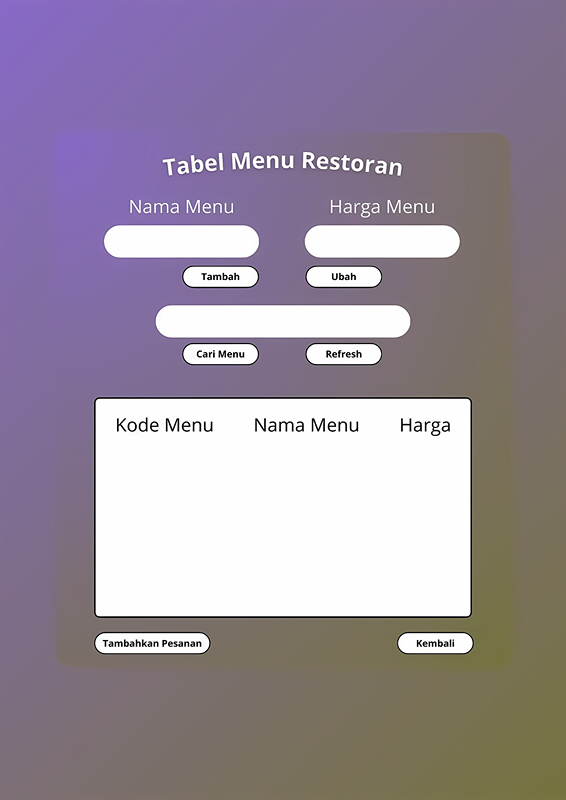 Tabel Menu Restoran
Nama Menu Harga Menu
Tambah Ubah
Cari Menu Refresh
Kode Menu Nama Menu Harga
Tambahkan Pesanan Kembali